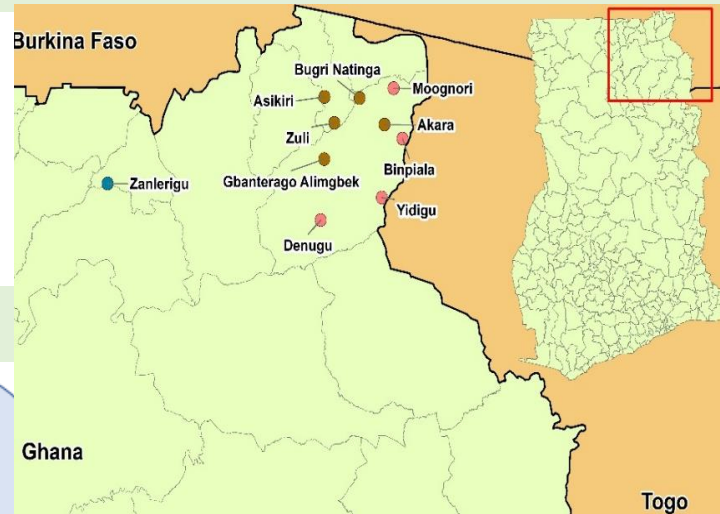 Burkina Faso
Bugri Natinga
Moognori
Asikiri
Zuli
Akara
Binpiala
Zanlerigu
Gbanterago Alimgbek
Yidigu
Denugu
Ghana
Togo